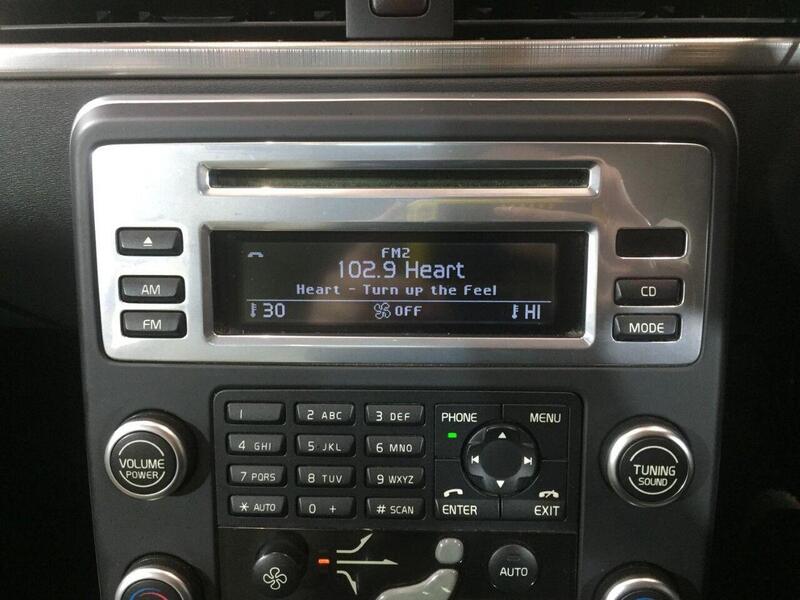 FM2
102.9 Heart
Heart - Turn up the Feel
30 OFF HI
AM
FM
CD
MODE
1 2 ABC 3 DEF
4 GHI 5 JKL 6 MNO
7 PQRS 8 TUV 9 WXYZ
* AUTO 0 + # SCAN
PHONE MENU
ENTER EXIT
VOLUME
POWER
TUNING
SOUND
AUTO